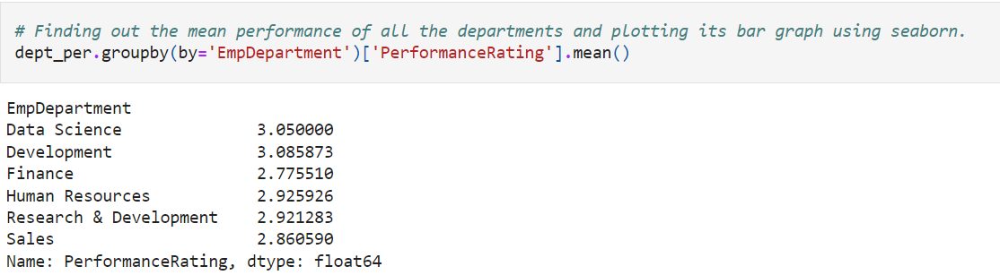 # Finding out the mean performance of all the departments and plotting its bar graph using seaborn.
dept_per.groupby(by='EmpDepartment')['PerformanceRating'].mean()
EmpDepartment
Data Science              3.050000
Development               3.085873
Finance                   2.775510
Human Resources           2.925926
Research & Development    2.921283
Sales                     2.860590
Name: PerformanceRating, dtype: float64